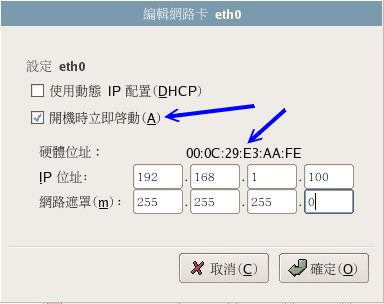 編輯網路卡 eth0
設定 eth0
使用動態 IP 配置(DHCP)
開機時立即啓動(A)
硬體位址： 00:0C:29:E3:AA:FE
IP 位址： 192 . 168 . 1 . 100
網路遮罩(m)： 255 . 255 . 255 . 0
取消(C) 確定(O)